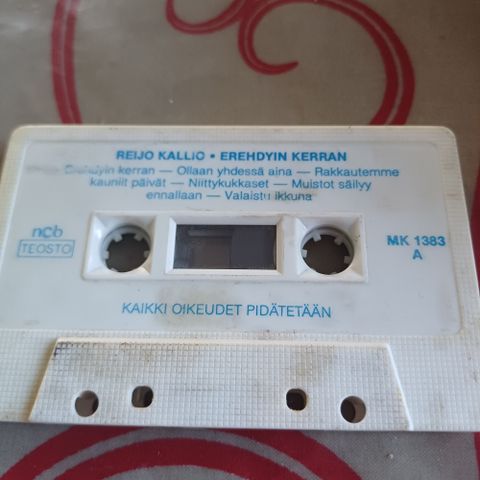 REIJO KALLIO • EREHDYIN KERRAN
Erehdyin kerran — Ollaan yhdessä aina — Rakkautemme
kauniit päivät — Niittykukkaset — Muistot säilyy
ennallaan — Valaistu ikkuna
ncb
TEOSTO
MK 1383
A
KAIKKI OIKEUDET PIDÄTETÄÄN